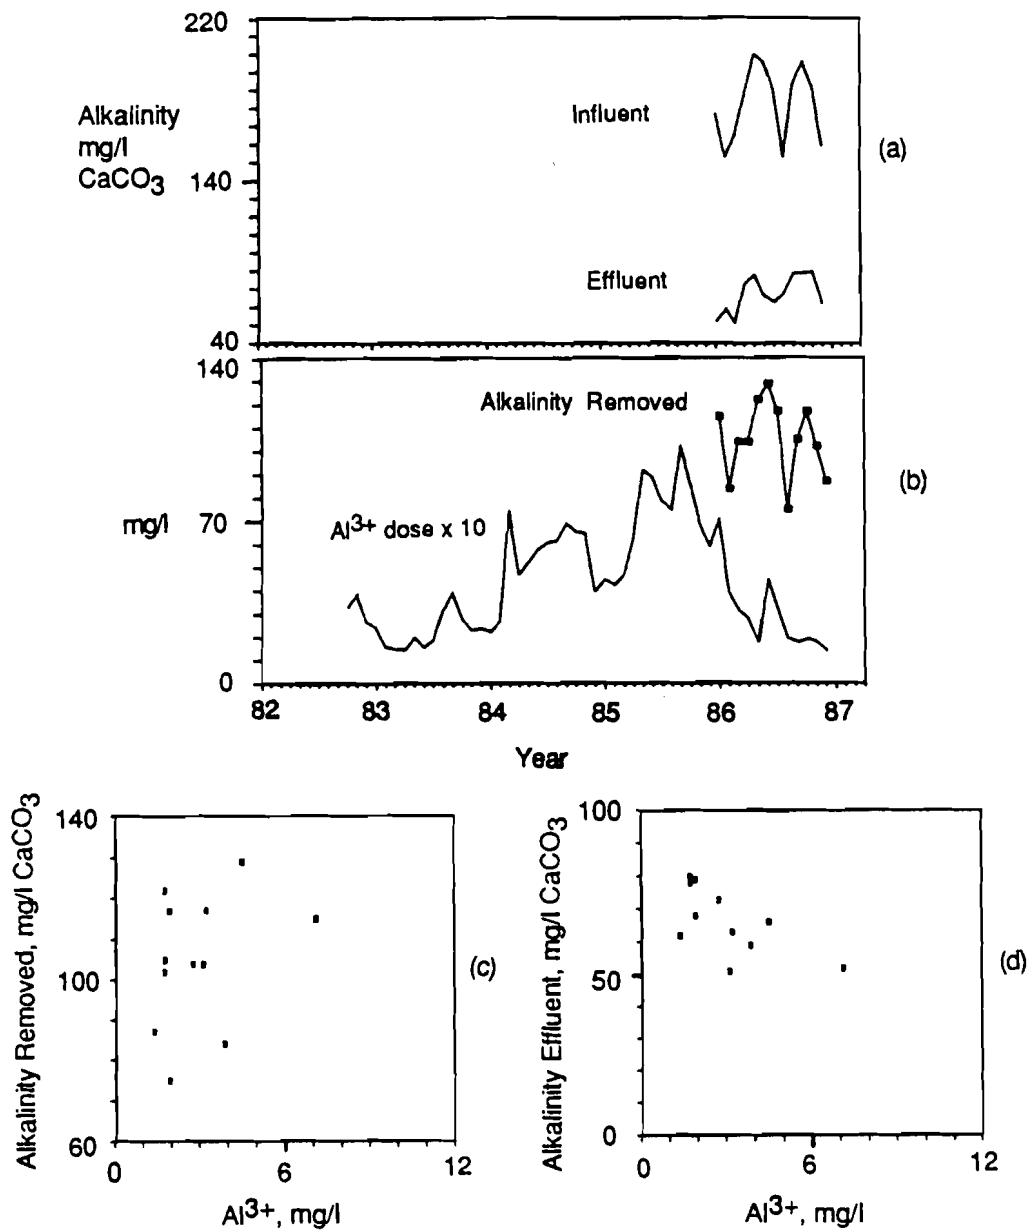 220
Alkalinity
mg/l
CaCO3
140
40
Influent
Effluent
(a)
140
mg/l
70
0
Alkalinity Removed
Al3+ dose x 10
(b)
82 83 84 85 86 87
Year
Alkalinity Removed, mg/l CaCO3
140
100
60
0 6 12
Al3+, mg/l
(c)
Alkalinity Effluent, mg/l CaCO3
100
50
0
0 6 12
Al3+, mg/l
(d)